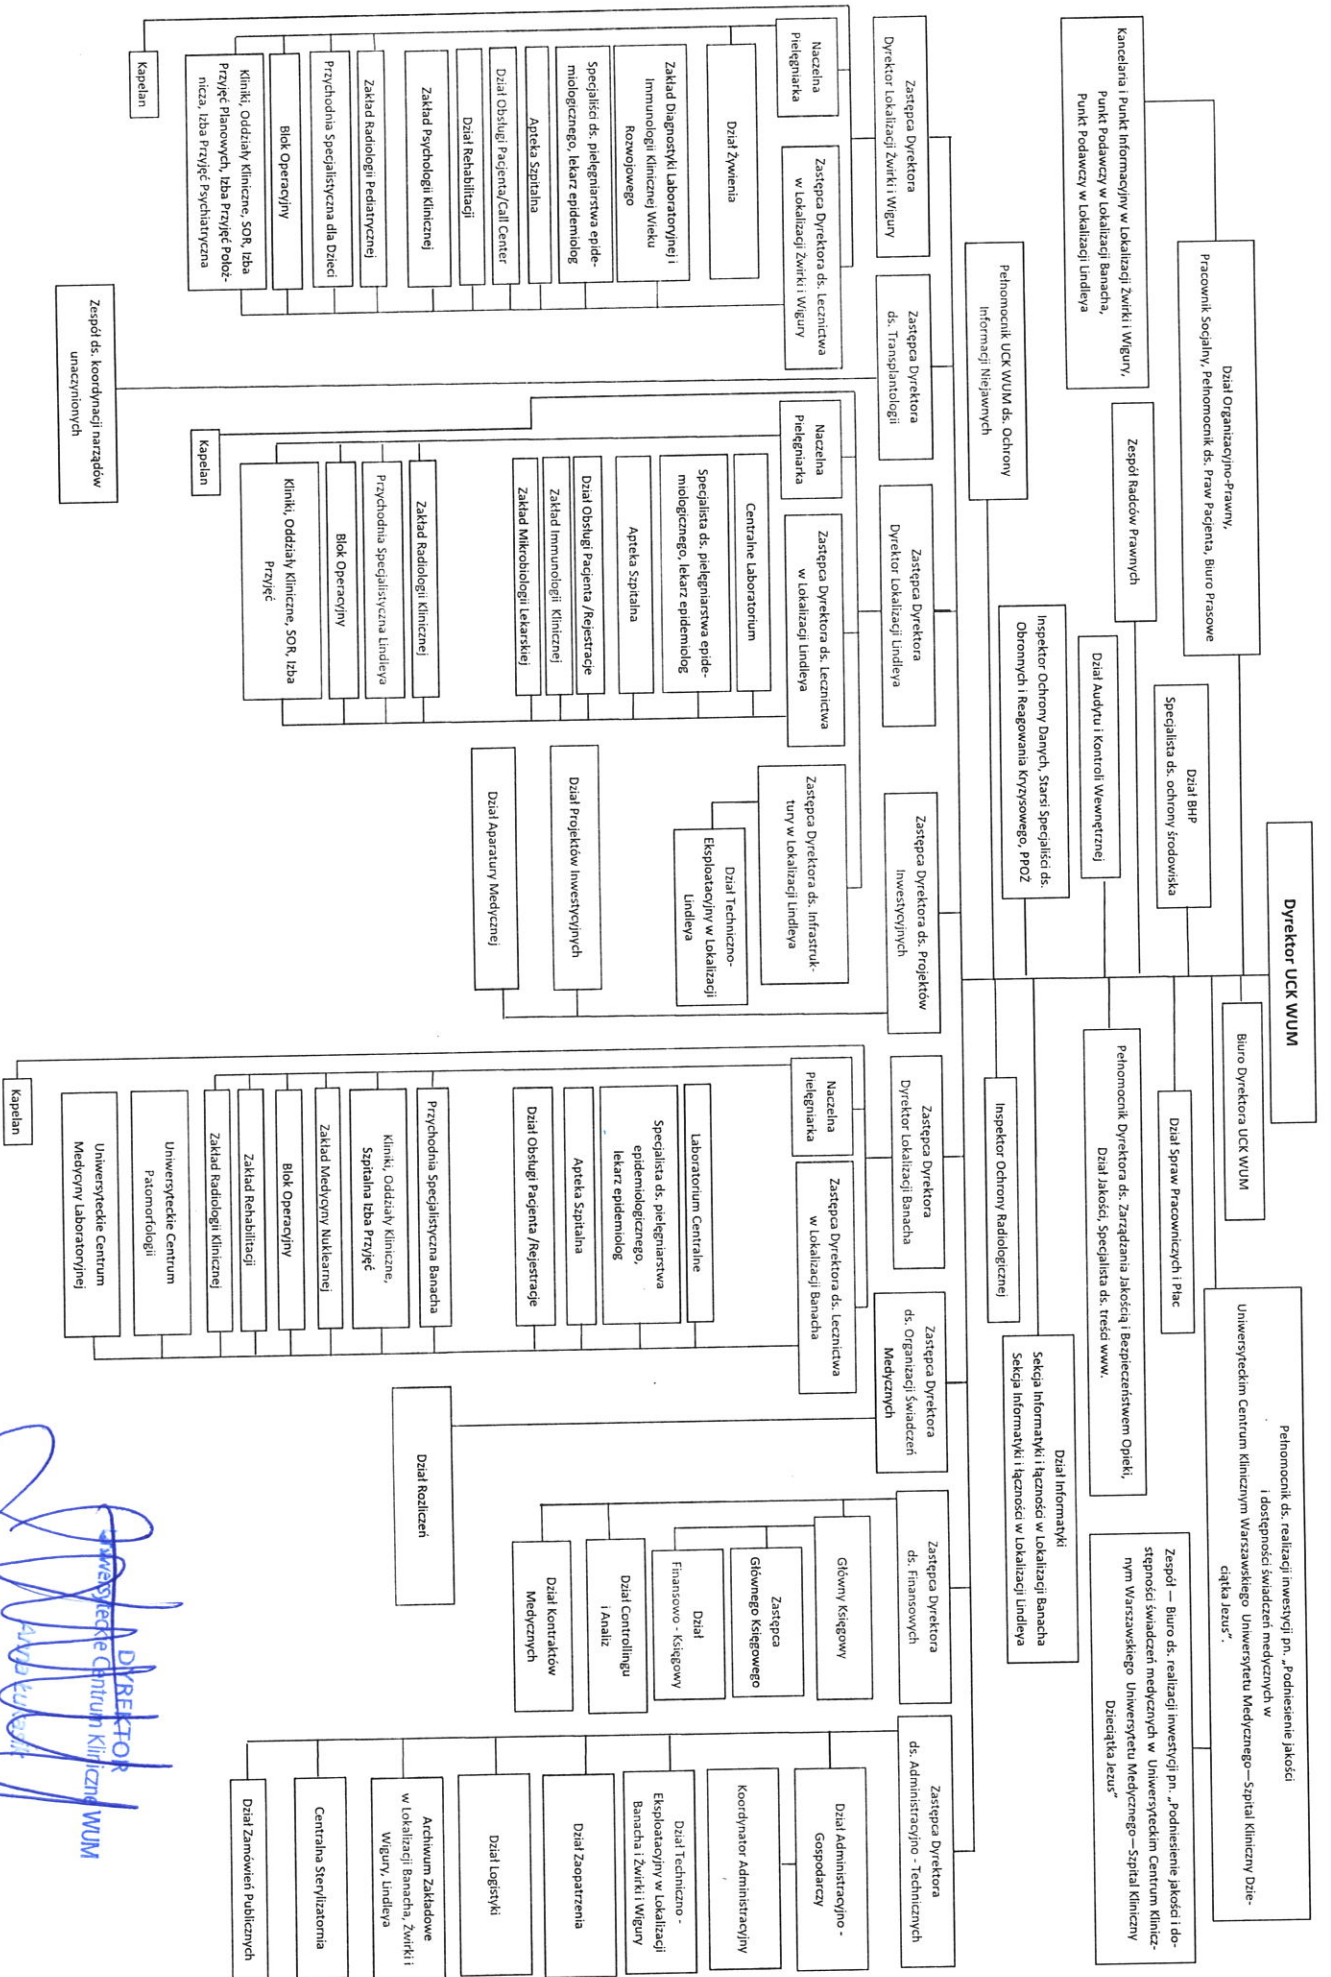 Dyrektor UCK WUM
Dział Organizacyjno-Prawny,
Pracownik Socjalny, Pełnomocnik ds. Praw Pacjenta, Biuro Prasowe
Kancelaria i Punkt Informacyjny w Lokalizacji Żwirki i Wigury,
Punkt Podawczy w Lokalizacji Banacha,
Punkt Podawczy w Lokalizacji Lindleya
Dział BHP
Specjalista ds. ochrony środowiska
Zespół Radców Prawnych
Dział Audytu i Kontroli Wewnętrznej
Inspektor Ochrony Danych, Starsi Specjaliści ds.
Obronnych i Reagowania Kryzysowego, PPOŻ
Pełnomocnik UCK WUM ds. Ochrony
Informacji Niejawnych
Biuro Dyrektora UCK WUM
Pełnomocnik ds. realizacji inwestycji pn. „Podniesienie jakości
i dostępności świadczeń medycznych w
Uniwersyteckim Centrum Klinicznym Warszawskiego Uniwersytetu Medycznego—Szpital Kliniczny Dzie-
ciątka Jezus”.
Zespół — Biuro ds. realizacji inwestycji pn. „Podniesienie jakości i do-
stępności świadczeń medycznych w Uniwersyteckim Centrum Klinicz-
nym Warszawskiego Uniwersytetu Medycznego—Szpital Kliniczny
Dzieciątka Jezus”
Dział Spraw Pracowniczych i Płac
Pełnomocnik Dyrektora ds. Zarządzania Jakością i Bezpieczeństwem Opieki,
Dział Jakości, Specjalista ds. treści www.
Dział Informatyki
Sekcja Informatyki i łączności w Lokalizacji Banacha
Sekcja Informatyki i łączności w Lokalizacji Lindleya
Inspektor Ochrony Radiologicznej
Zastępca Dyrektora
Dyrektor Lokalizacji Żwirki i Wigury
Naczelna
Pielęgniarka
Zastępca Dyrektora ds. Lecznictwa
w Lokalizacji Żwirki i Wigury
Dział Żywienia
Zakład Diagnostyki Laboratoryjnej i
Immunologii Klinicznej Wieku
Rozwojowego
Specjaliści ds. pielęgniarstwa epide-
miologicznego, lekarz epidemiolog
Apteka Szpitalna
Dział Obsługi Pacjenta/Call Center
Dział Rehabilitacji
Zakład Psychologii Klinicznej
Zakład Radiologii Pediatrycznej
Przychodnia Specjalistyczna dla Dzieci
Blok Operacyjny
Kliniki, Oddziały Kliniczne, SOR, Izba
Przyjęć Planowych, Izba Przyjęć Położ-
nicza, Izba Przyjęć Psychiatryczna
Kapelan
Zastępca Dyrektora
ds. Transplantologii
Zespół ds. koordynacji narządów
unaczynionych
Zastępca Dyrektora
Dyrektor Lokalizacji Lindleya
Naczelna
Pielęgniarka
Zastępca Dyrektora ds. Lecznictwa
w Lokalizacji Lindleya
Centralne Laboratorium
Specjalista ds. pielęgniarstwa epide-
miologicznego, lekarz epidemiolog
Apteka Szpitalna
Dział Obsługi Pacjenta /Rejestracje
Zakład Immunologii Klinicznej
Zakład Mikrobiologii Lekarskiej
Zakład Radiologii Klinicznej
Przychodnia Specjalistyczna Lindleya
Blok Operacyjny
Kliniki, Oddziały Kliniczne, SOR, Izba
Przyjęć
Kapelan
Zastępca Dyrektora ds. Infrastruk-
tury w Lokalizacji Lindleya
Dział Techniczno-
Eksploatacyjny w Lokalizacji
Lindleya
Zastępca Dyrektora ds. Projektów
Inwestycyjnych
Dział Projektów Inwestycyjnych
Dział Aparatury Medycznej
Zastępca Dyrektora
Dyrektor Lokalizacji Banacha
Naczelna
Pielęgniarka
Zastępca Dyrektora ds. Lecznictwa
w Lokalizacji Banacha
Laboratorium Centralne
Specjalista ds. pielęgniarstwa
epidemiologicznego,
lekarz epidemiolog
Apteka Szpitalna
Dział Obsługi Pacjenta /Rejestracje
Przychodnia Specjalistyczna Banacha
Kliniki, Oddziały Kliniczne,
Szpitalna Izba Przyjęć
Zakład Medycyny Nuklearnej
Blok Operacyjny
Zakład Rehabilitacji
Zakład Radiologii Klinicznej
Uniwersyteckie Centrum
Patomorfologii
Uniwersyteckie Centrum
Medycyny Laboratoryjnej
Kapelan
Zastępca Dyrektora
ds. Organizacji Świadczeń
Medycznych
Dział Rozliczeń
Zastępca Dyrektora
ds. Finansowych
Główny Księgowy
Zastępca
Głównego Księgowego
Dział
Finansowo - Księgowy
Dział Controllingu
i Analiz
Dział Kontraktów
Medycznych
Zastępca Dyrektora
ds. Administracyjno - Technicznych
Dział Administracyjno -
Gospodarczy
Koordynator Administracyjny
Dział Techniczno -
Eksploatacyjny w Lokalizacji
Banacha i Żwirki i Wigury
Dział Zaopatrzenia
Dział Logistyki
Archiwum Zakładowe
w Lokalizacji Banacha, Żwirki i
Wigury, Lindleya
Centralna Sterylizatornia
Dział Zamówień Publicznych
DYREKTOR
Uniwersyteckie Centrum Kliniczne WUM
Anna